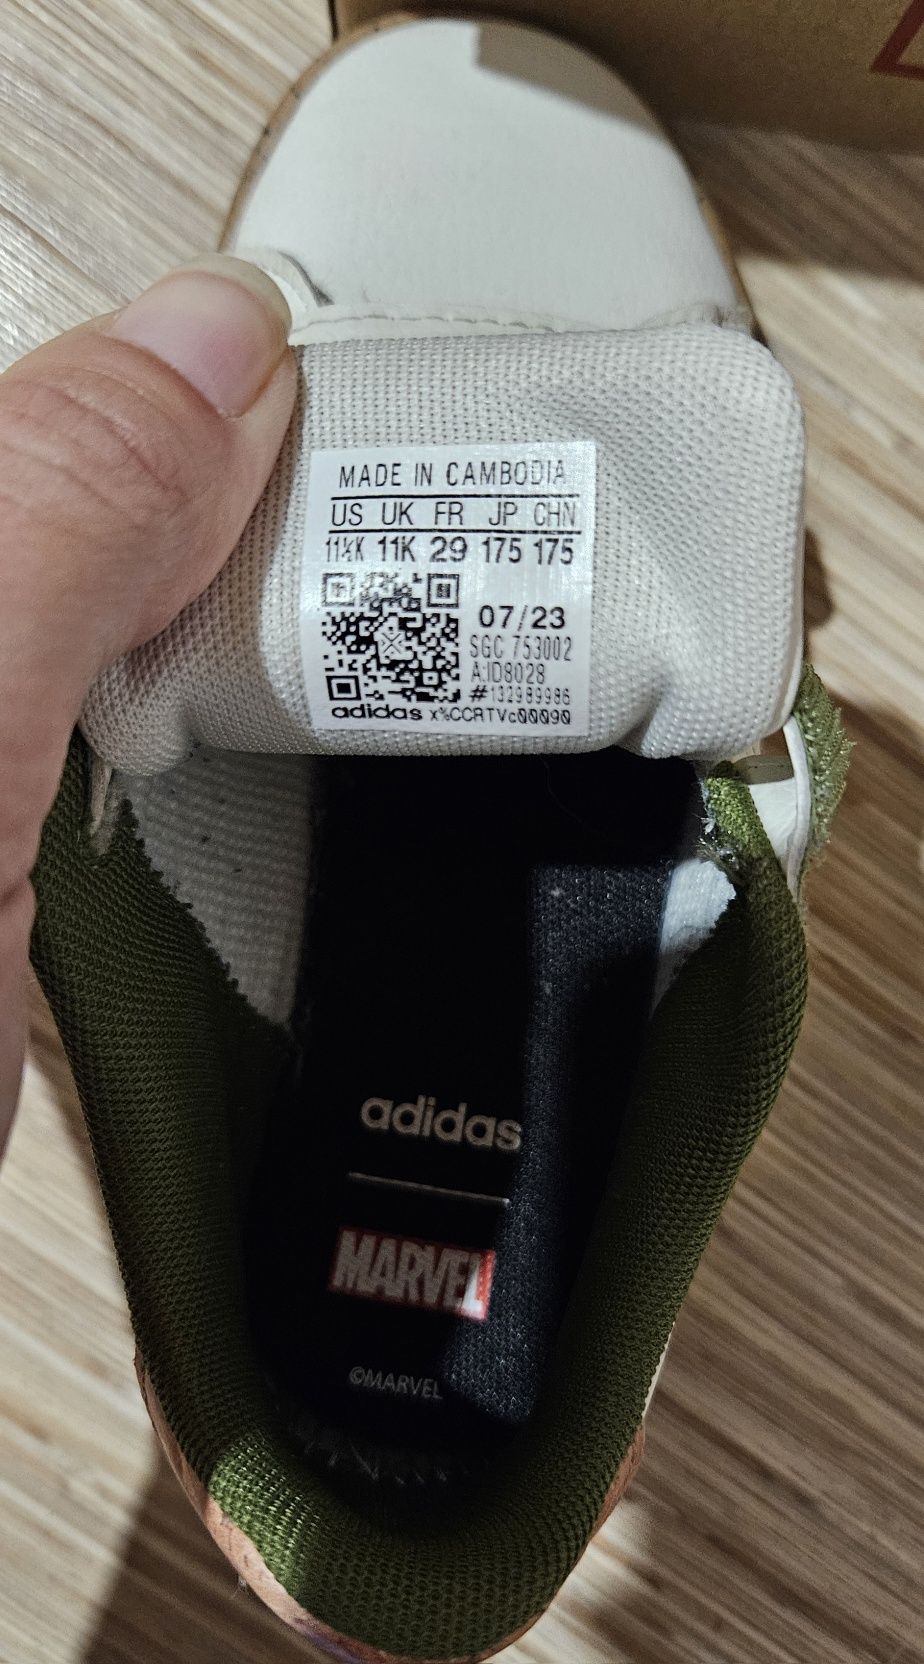 MADE IN CAMBODIA
US UK FR JP CHN
11½K 11K 29 175 175
07/23
SGC 753002
A:ID8028
#132989986
adidas x%CCRTVc00090
adidas
MARVEL
©MARVEL